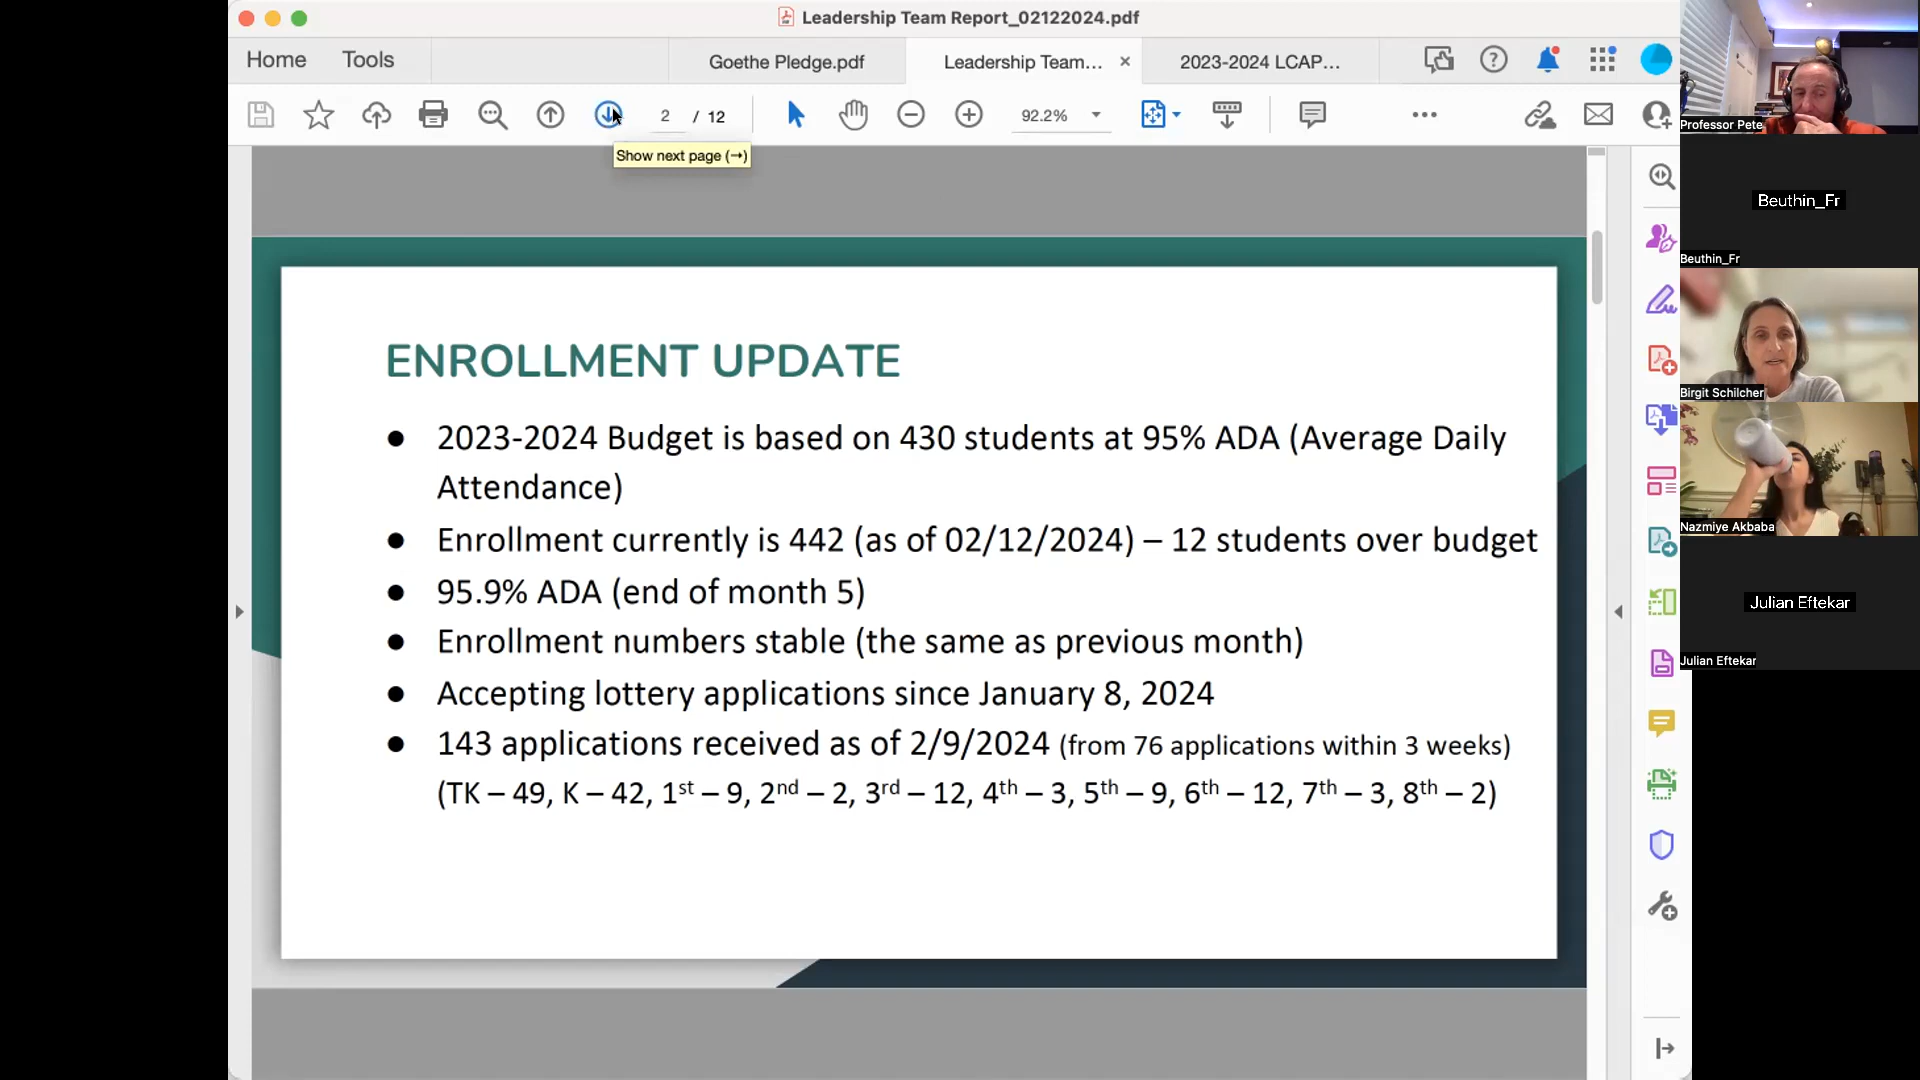 Leadership Team Report_02122024.pdf
Home
Tools
Goethe Pledge.pdf
Leadership Team...
2023-2024 LCAP...
2 / 12
92.2%
Show next page (→)
ENROLLMENT UPDATE
● 2023-2024 Budget is based on 430 students at 95% ADA (Average Daily
Attendance)
● Enrollment currently is 442 (as of 02/12/2024) – 12 students over budget
● 95.9% ADA (end of month 5)
● Enrollment numbers stable (the same as previous month)
● Accepting lottery applications since January 8, 2024
● 143 applications received as of 2/9/2024 (from 76 applications within 3 weeks)
(TK – 49, K – 42, 1st – 9, 2nd – 2, 3rd – 12, 4th – 3, 5th – 9, 6th – 12, 7th – 3, 8th – 2)
Professor Pete
Beuthin_Fr
Beuthin_Fr
Birgit Schilcher
Nazmiye Akbaba
Julian Eftekar
Julian Eftekar